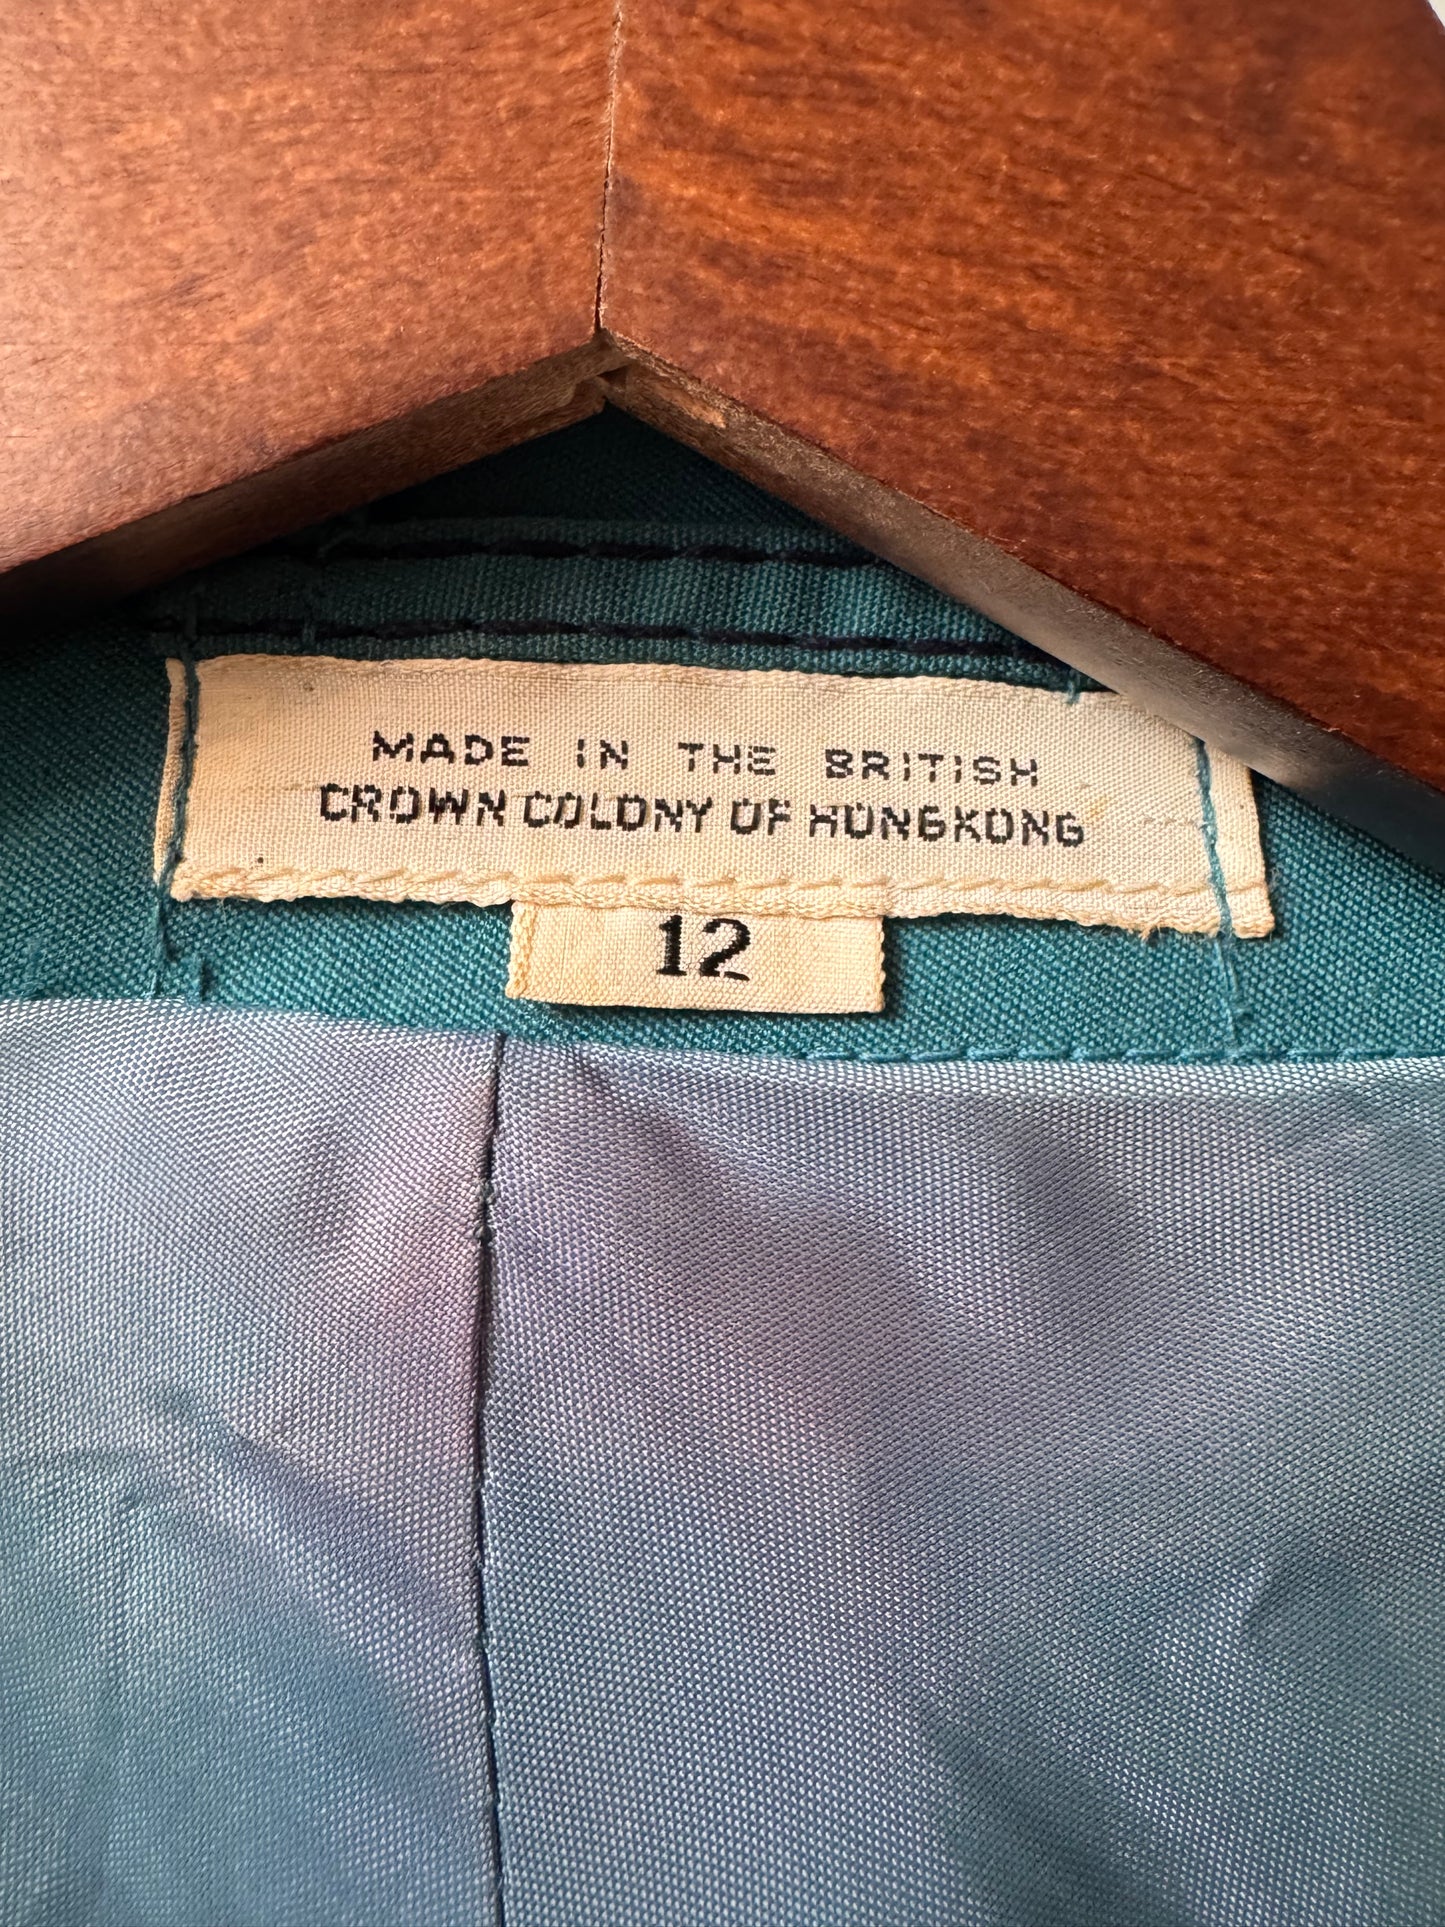 MADE IN THE BRITISH
CROWN COLONY OF HONGKONG
12